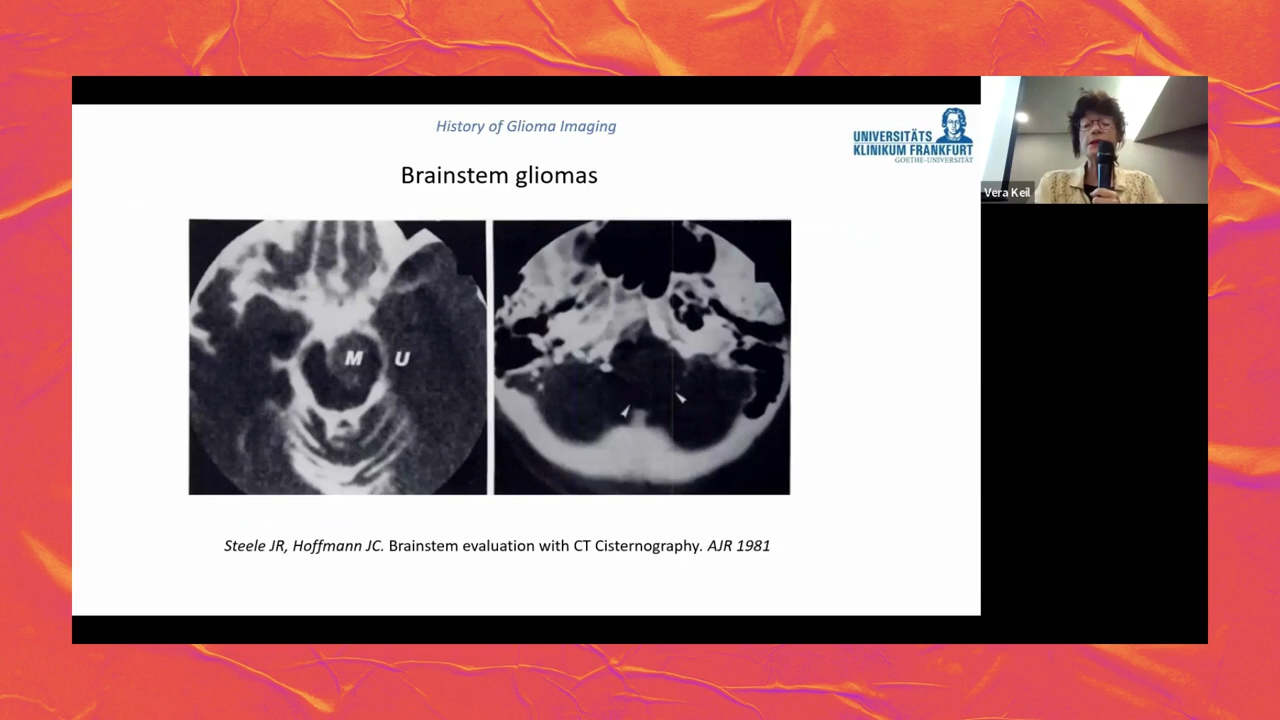 History of Glioma Imaging
UNIVERSITÄTS
KLINIKUM FRANKFURT
GOETHE-UNIVERSITÄT
Brainstem gliomas
Vera Keil
M U
Steele JR, Hoffmann JC. Brainstem evaluation with CT Cisternography. AJR 1981